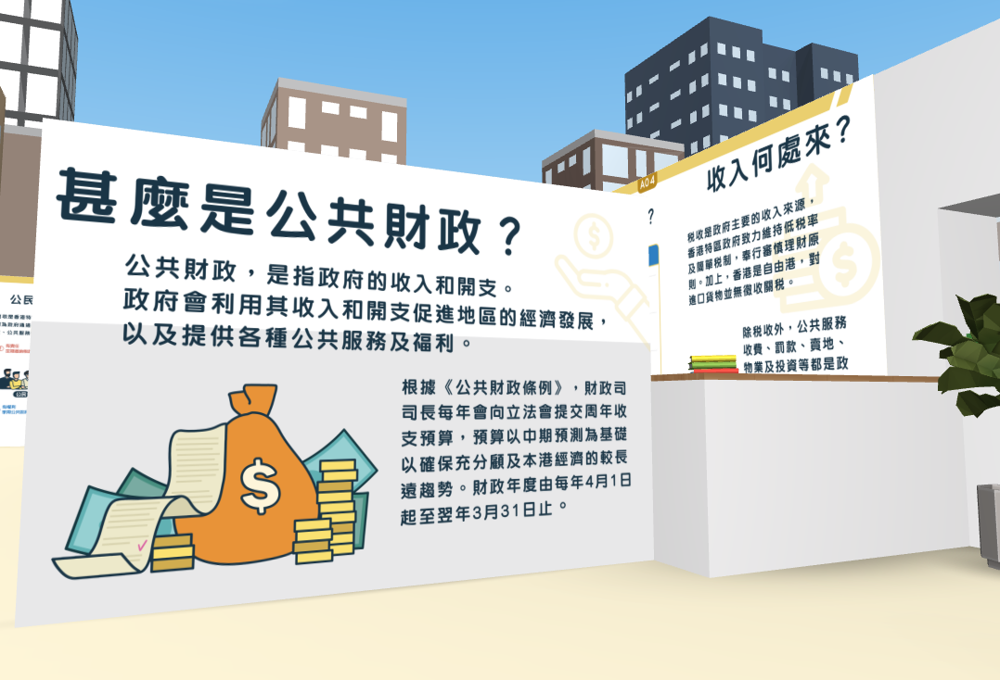 甚麼是公共財政？
公共財政，是指政府的收入和開支。
政府會利用其收入和開支促進地區的經濟發展，
以及提供各種公共服務及福利。
根據《公共財政條例》，財政司
司長每年會向立法會提交周年收
支預算，預算以中期預測為基礎
以確保充分顧及本港經濟的較長
遠趨勢。財政年度由每年4月1日
起至翌年3月31日止。
$
$
A04
?
收入何處來？
稅收是政府主要的收入來源，
香港特區政府致力維持低稅率
及簡單稅制，奉行審慎理財原
則。加上，香港是自由港，對
進口貨物並無徵收關稅。
$
除稅收外，公共服務
收費、罰款、賣地、
物業及投資等都是政
公民
公民